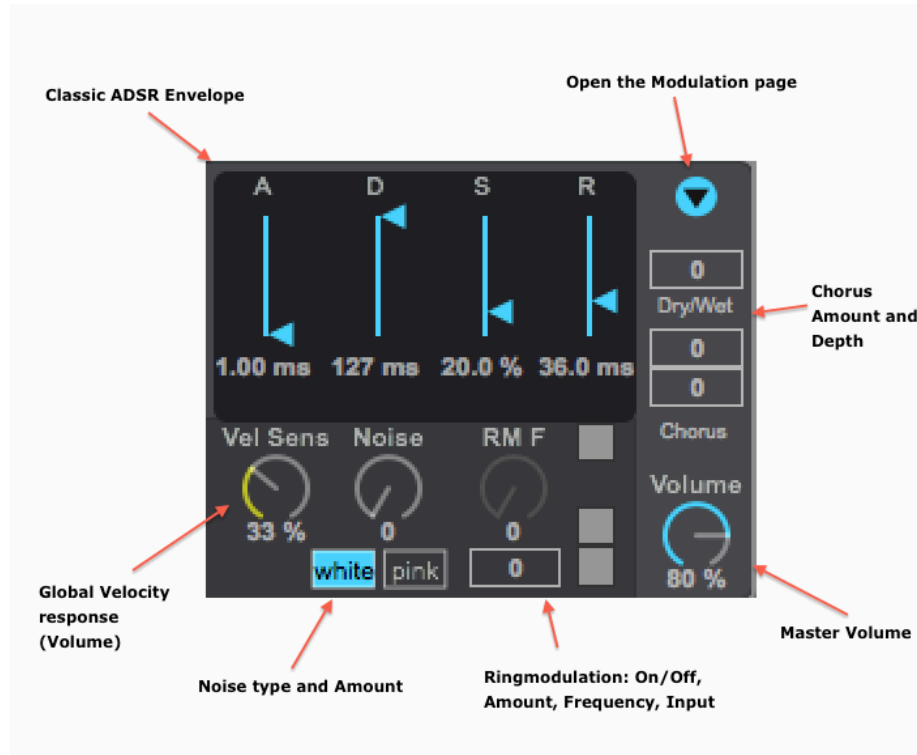 Open the Modulation page
Classic ADSR Envelope
A D S R
0
Dry/Wet
Chorus
Amount and
Depth
0
1.00 ms 127 ms 20.0 % 36.0 ms
0
Vel Sens Noise RM F
Chorus
Volume
33 % 0 0
white pink 0
80 %
Global Velocity
response
(Volume)
Master Volume
Noise type and Amount
Ringmodulation: On/Off,
Amount, Frequency, Input